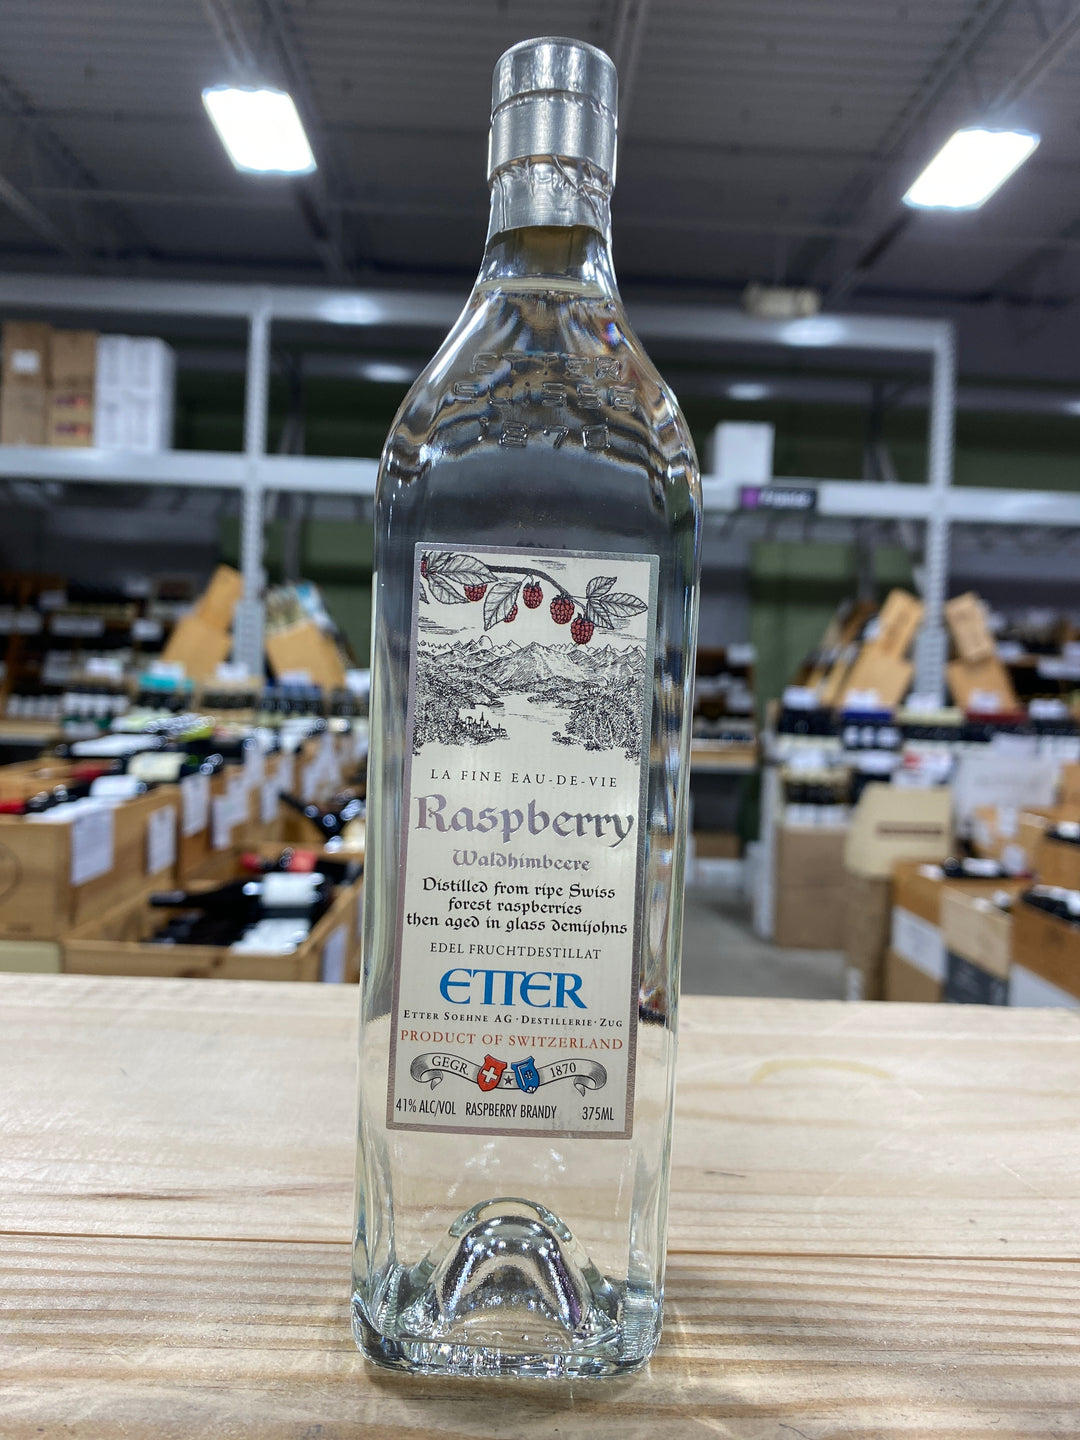 ETTER
SUISSE
1870
LA FINE EAU-DE-VIE
Raspberry
Waldhimbeere
Distilled from ripe Swiss
forest raspberries
then aged in glass demijohns
EDEL FRUCHTDESTILLAT
ETTER
ETTER SOEHNE AG · DESTILLERIE · ZUG
PRODUCT OF SWITZERLAND
GEGR. 1870
41% ALC/VOL RASPBERRY BRANDY 375ML